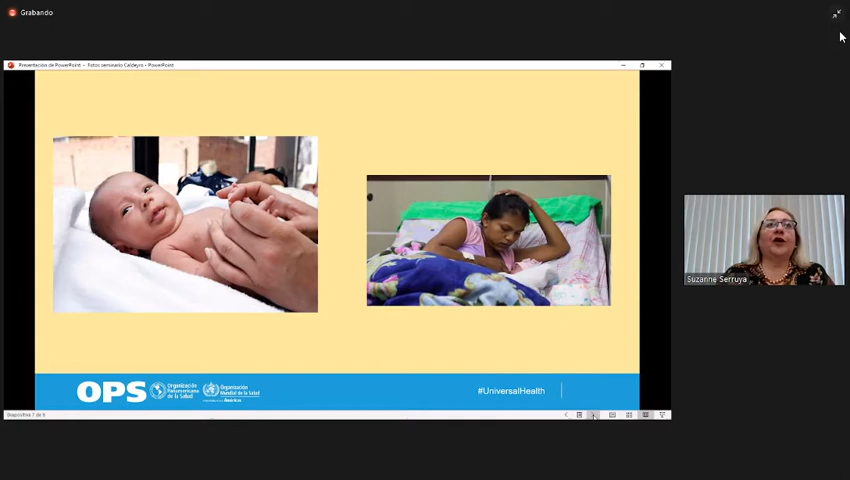 Grabando
Presentación de PowerPoint - Fotos seminario Caldeyro - PowerPoint
Suzanne Serruya
OPS
Organización
Panamericana
de la Salud
Organización
Mundial de la Salud
Américas
#UniversalHealth